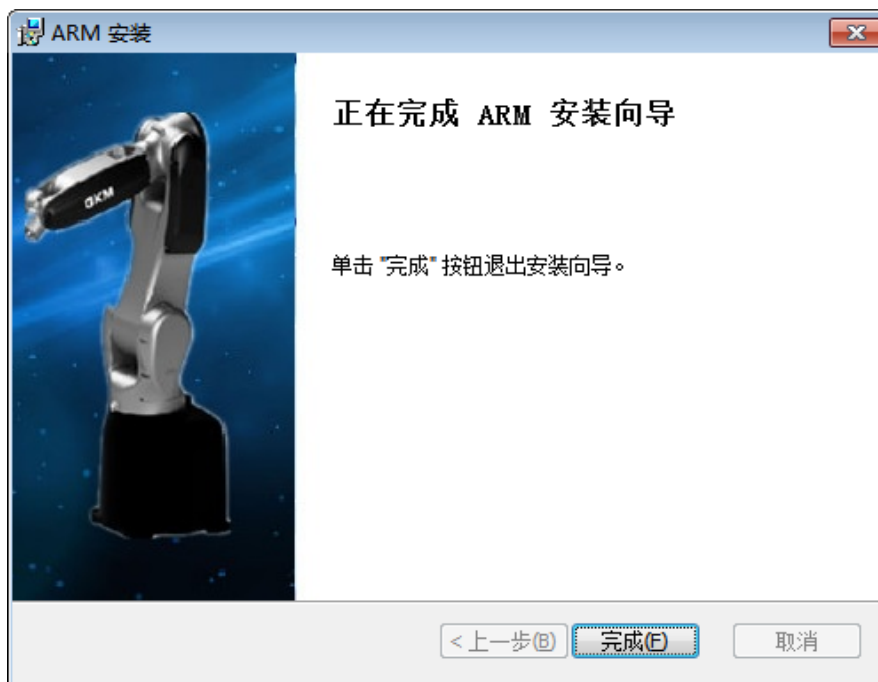 ARM 安装
QKM
正在完成 ARM 安装向导
单击 "完成" 按钮退出安装向导。
< 上一步(B)
完成(F)
取消